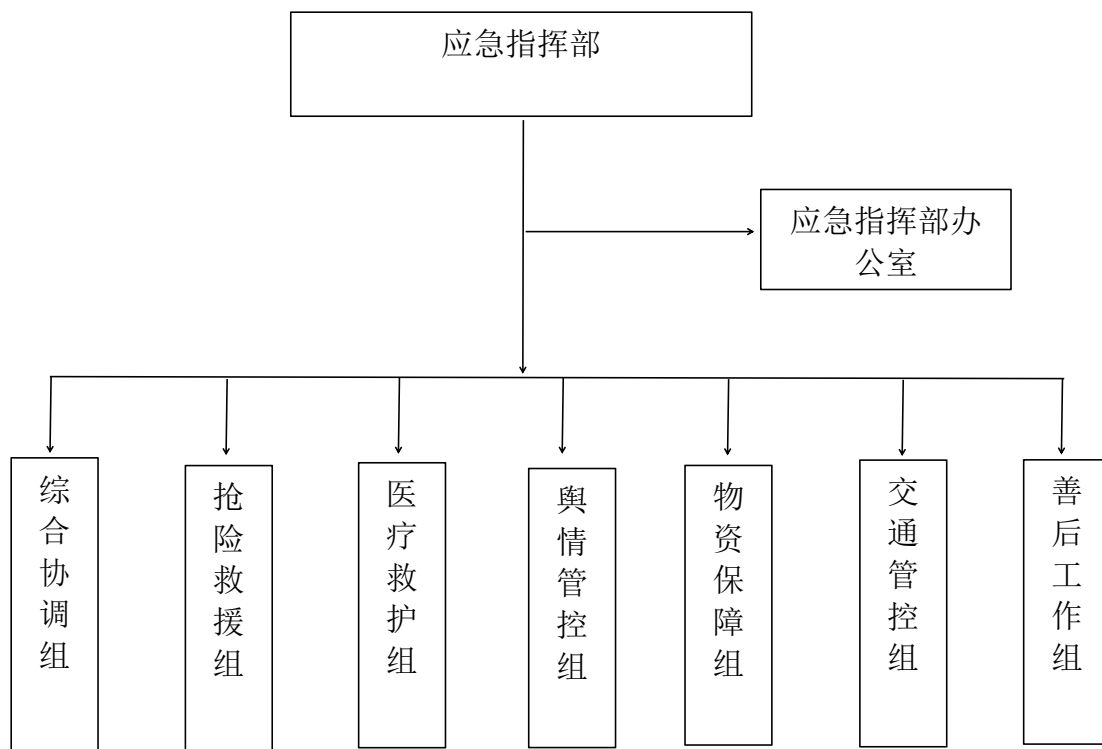 应急指挥部
应急指挥部办
公室
综合协调组
抢险救援组
医疗救护组
舆情管控组
物资保障组
交通管控组
善后工作组